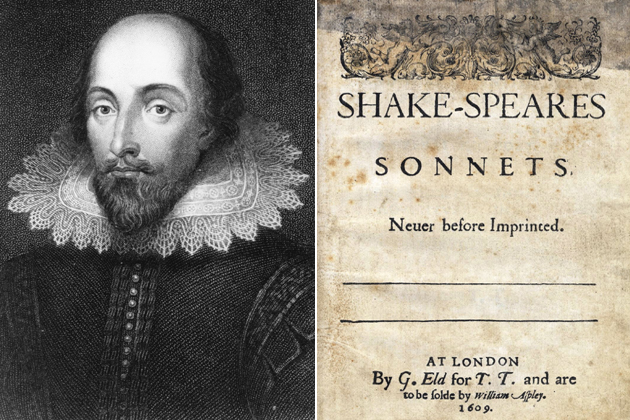 SHAKE-SPEARES
SONNETS.
Neuer before Imprinted.
AT LONDON
By G. Eld for T. T. and are
to be solde by William Aspley.
1609.